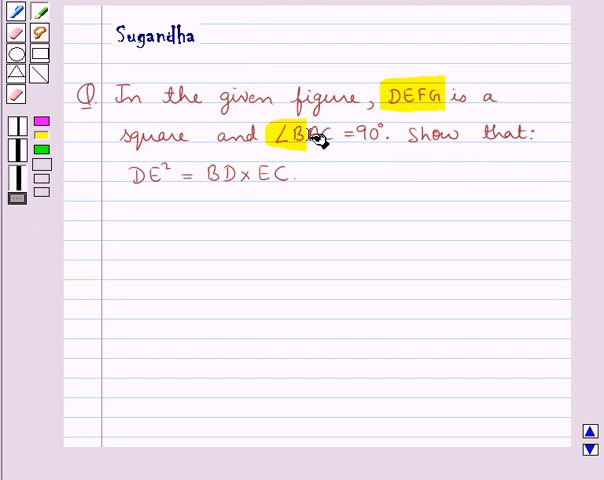 Sugandha
Q. In the given figure, DEFG is a
square and ∠BAC = 90°. Show that:
DE² = BD × EC.